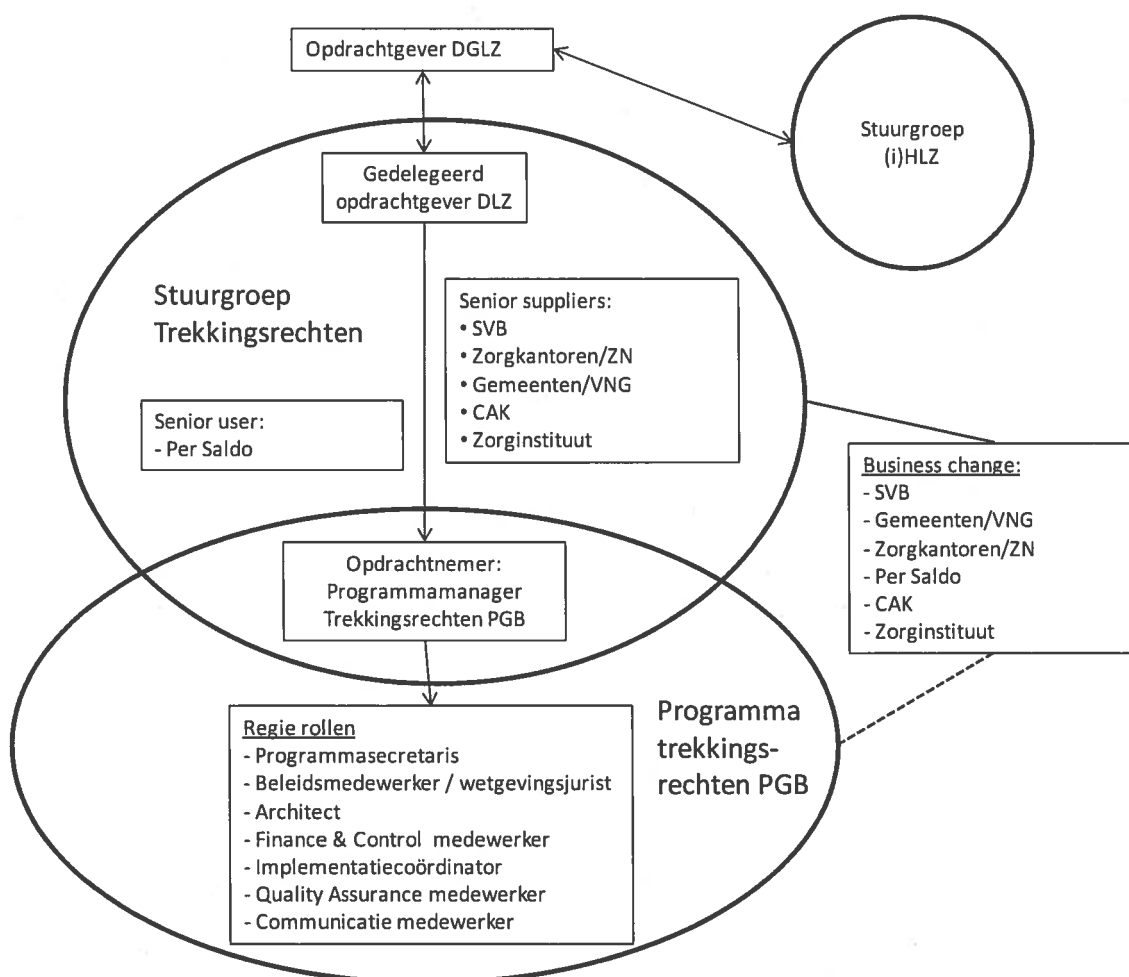 Opdrachtgever DGLZ
Stuurgroep
(i)HLZ
Gedelegeerd
opdrachtgever DLZ
Stuurgroep
Trekkingsrechten
Senior suppliers:
• SVB
• Zorgkantoren/ZN
• Gemeenten/VNG
• CAK
• Zorginstituut
Senior user:
- Per Saldo
Business change:
- SVB
- Gemeenten/VNG
- Zorgkantoren/ZN
- Per Saldo
- CAK
- Zorginstituut
Opdrachtnemer:
Programmamanager
Trekkingsrechten PGB
Programma
trekkings-
rechten PGB
Regie rollen
- Programmasecretaris
- Beleidsmedewerker / wetgevingsjurist
- Architect
- Finance & Control medewerker
- Implementatiecoördinator
- Quality Assurance medewerker
- Communicatie medewerker